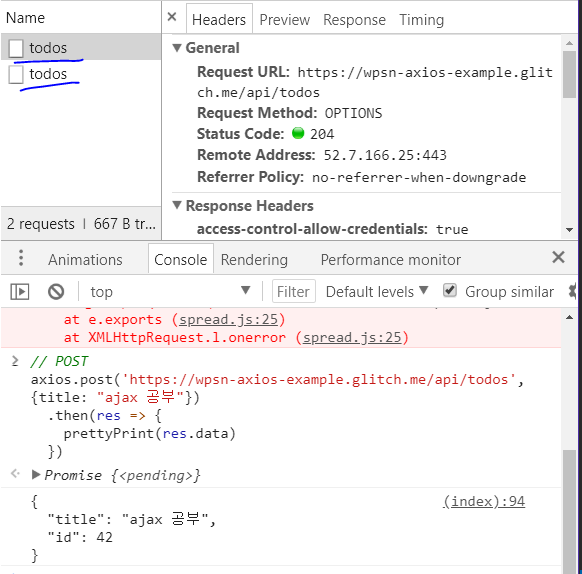 Name
todos
todos
2 requests | 667 B tr...
× Headers Preview Response Timing
▼ General
Request URL: https://wpsn-axios-example.glit
ch.me/api/todos
Request Method: OPTIONS
Status Code: 204
Remote Address: 52.7.166.25:443
Referrer Policy: no-referrer-when-downgrade
▼ Response Headers
access-control-allow-credentials: true
⋮ Animations Console Rendering Performance monitor ×
top ▼ Filter Default levels ▼ Group similar
at e.exports (spread.js:25)
at XMLHttpRequest.l.onerror (spread.js:25)
> // POST
axios.post('https://wpsn-axios-example.glitch.me/api/todos',
{title: "ajax 공부"})
.then(res => {
prettyPrint(res.data)
})
▶ Promise {<pending>}
{ (index):94
"title": "ajax 공부",
"id": 42
}